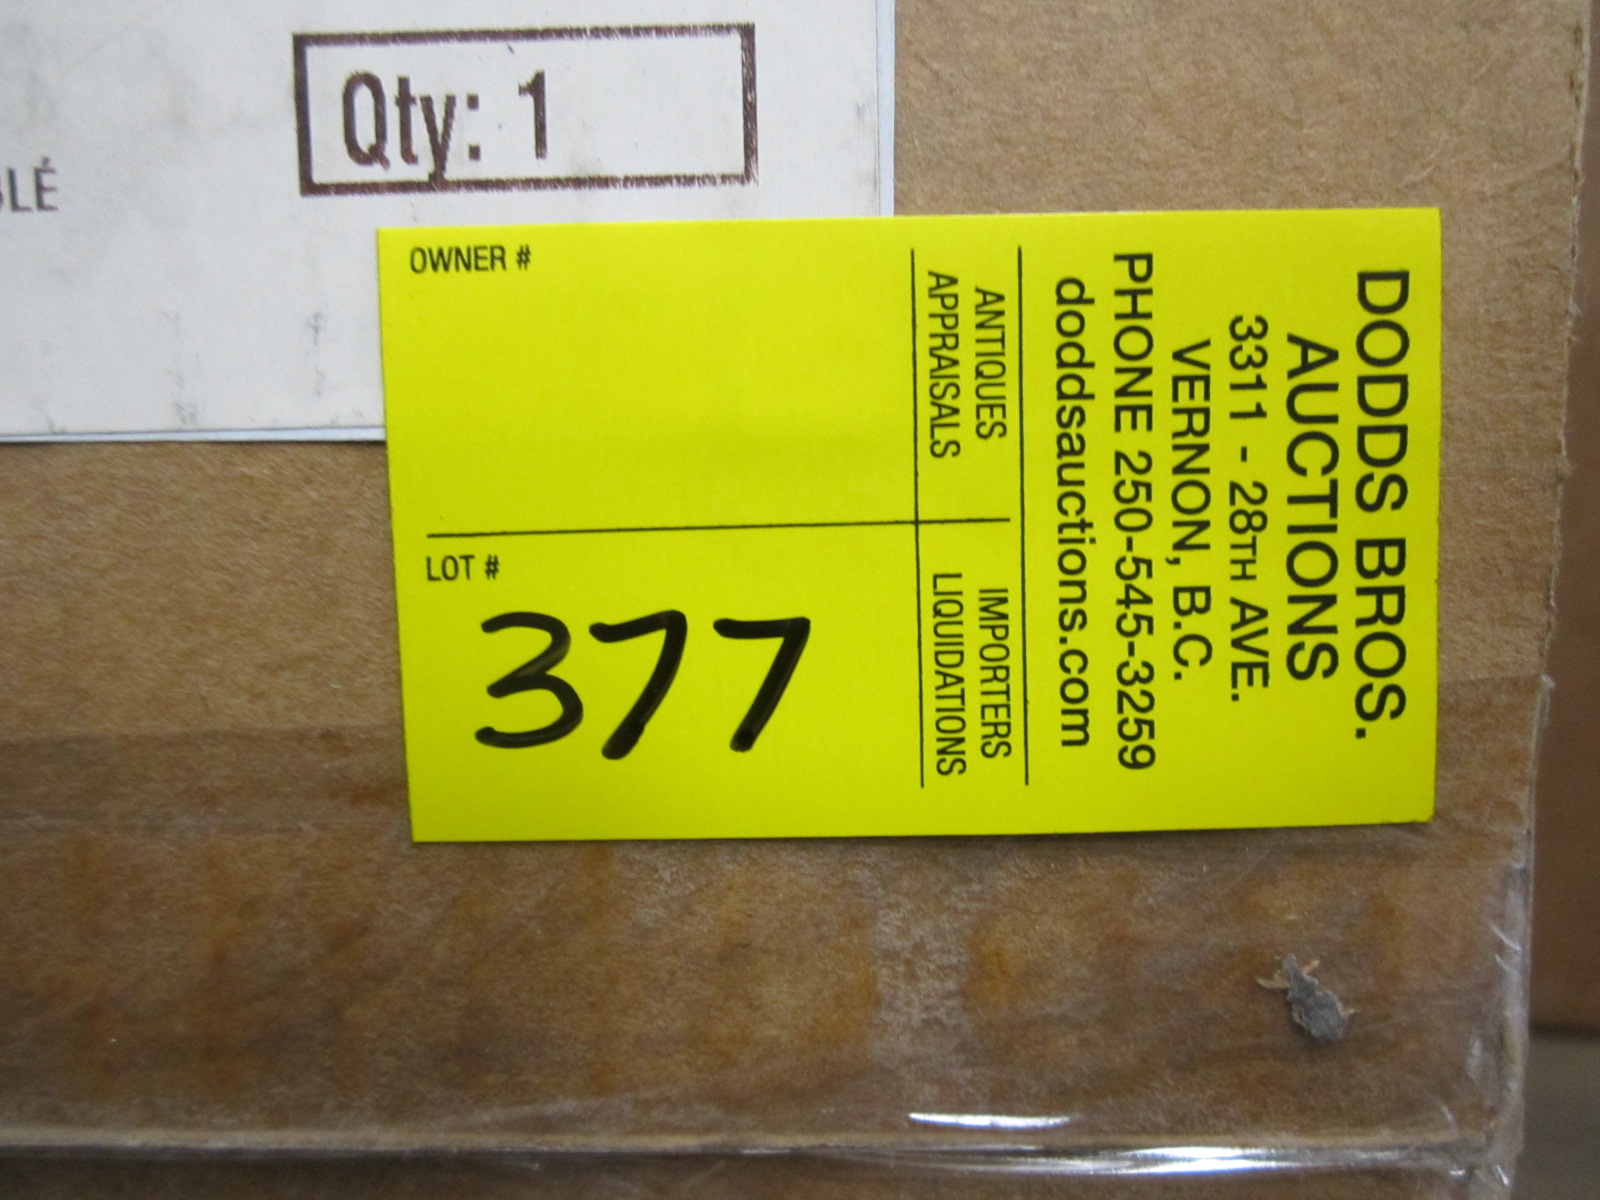 Qty: 1
OWNER #
LOT #
377
DODDS BROS.
AUCTIONS
3311 - 28TH AVE.
VERNON, B.C.
PHONE 250-545-3259
doddsauctions.com
ANTIQUES
APPRAISALS
IMPORTERS
LIQUIDATIONS